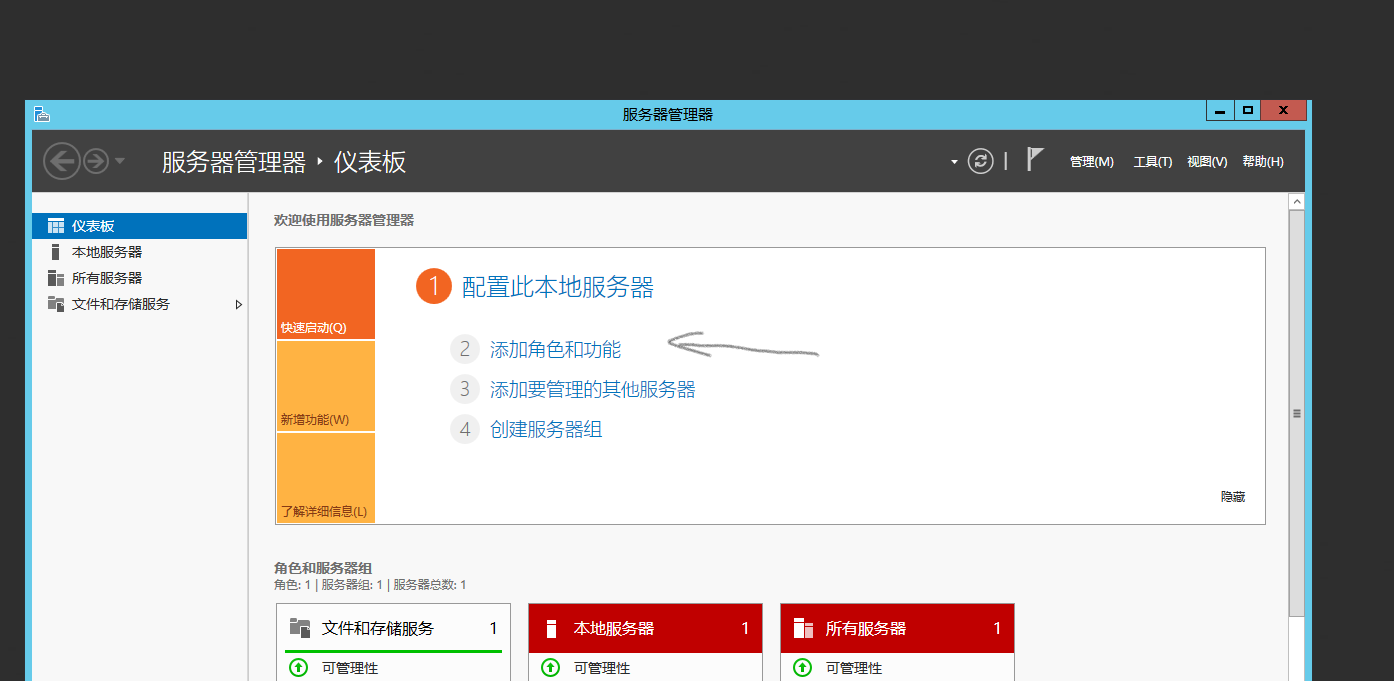 服务器管理器
服务器管理器 ‣ 仪表板
管理(M) 工具(T) 视图(V) 帮助(H)
仪表板
本地服务器
所有服务器
文件和存储服务
欢迎使用服务器管理器
快速启动(Q)
新增功能(W)
了解详细信息(L)
1 配置此本地服务器
2 添加角色和功能
3 添加要管理的其他服务器
4 创建服务器组
隐藏
角色和服务器组
角色: 1 | 服务器组: 1 | 服务器总数: 1
文件和存储服务 1
可管理性
本地服务器 1
可管理性
所有服务器 1
可管理性